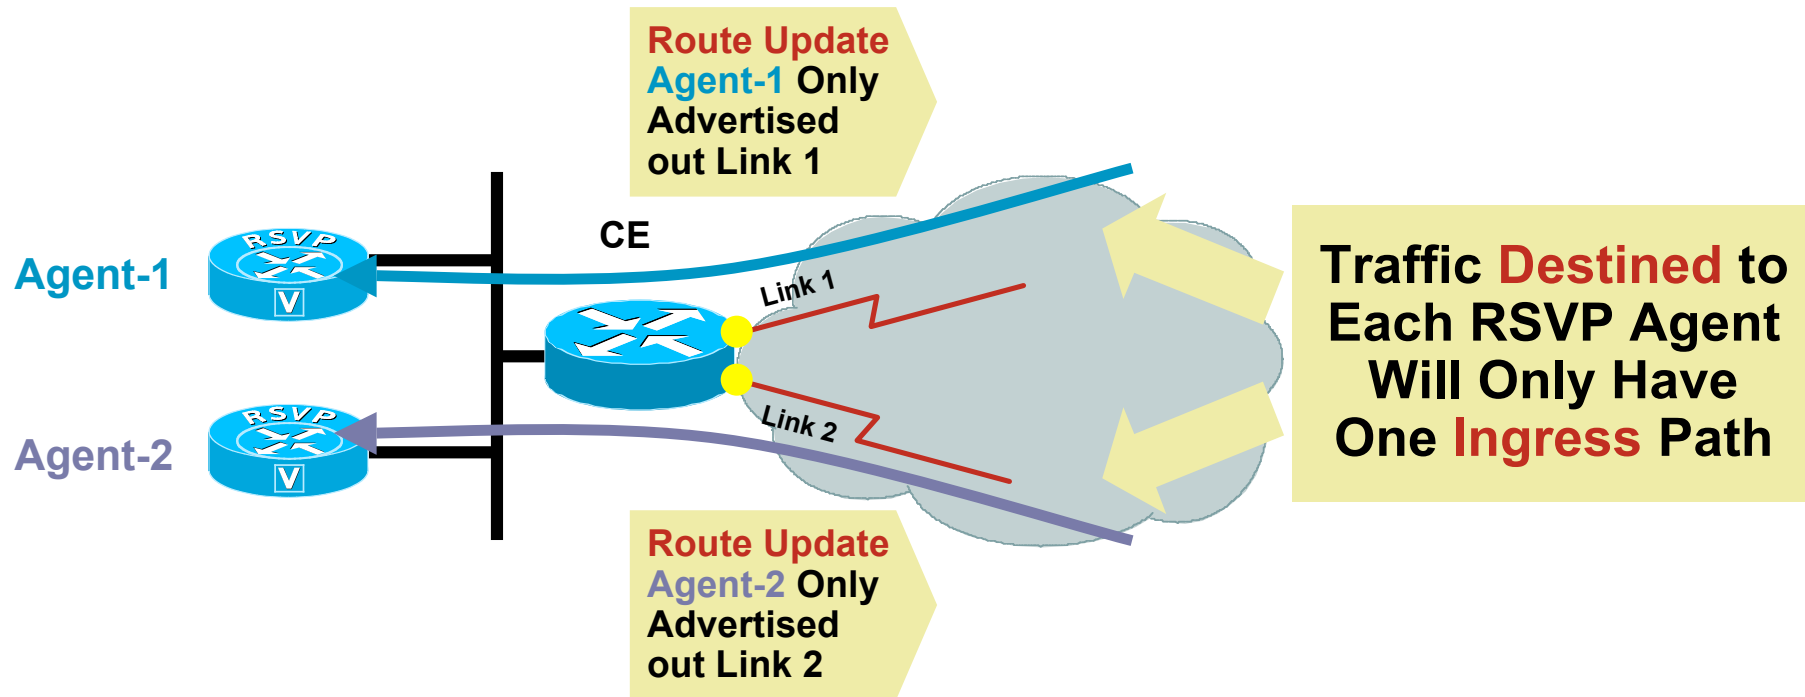 Route Update
Agent-1 Only
Advertised
out Link 1
CE
RSVP
Agent-1
V
Link 1
Traffic Destined to
Each RSVP Agent
Will Only Have
One Ingress Path
RSVP
Agent-2
V
Link 2
Route Update
Agent-2 Only
Advertised
out Link 2